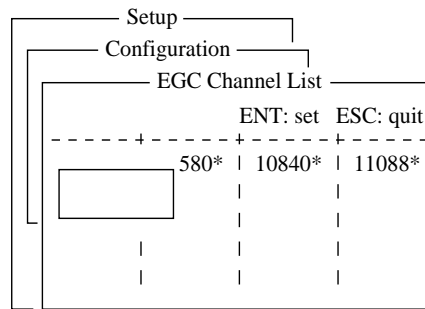 Setup
Configuration
EGC Channel List
ENT: set ESC: quit
580* 10840* 11088*